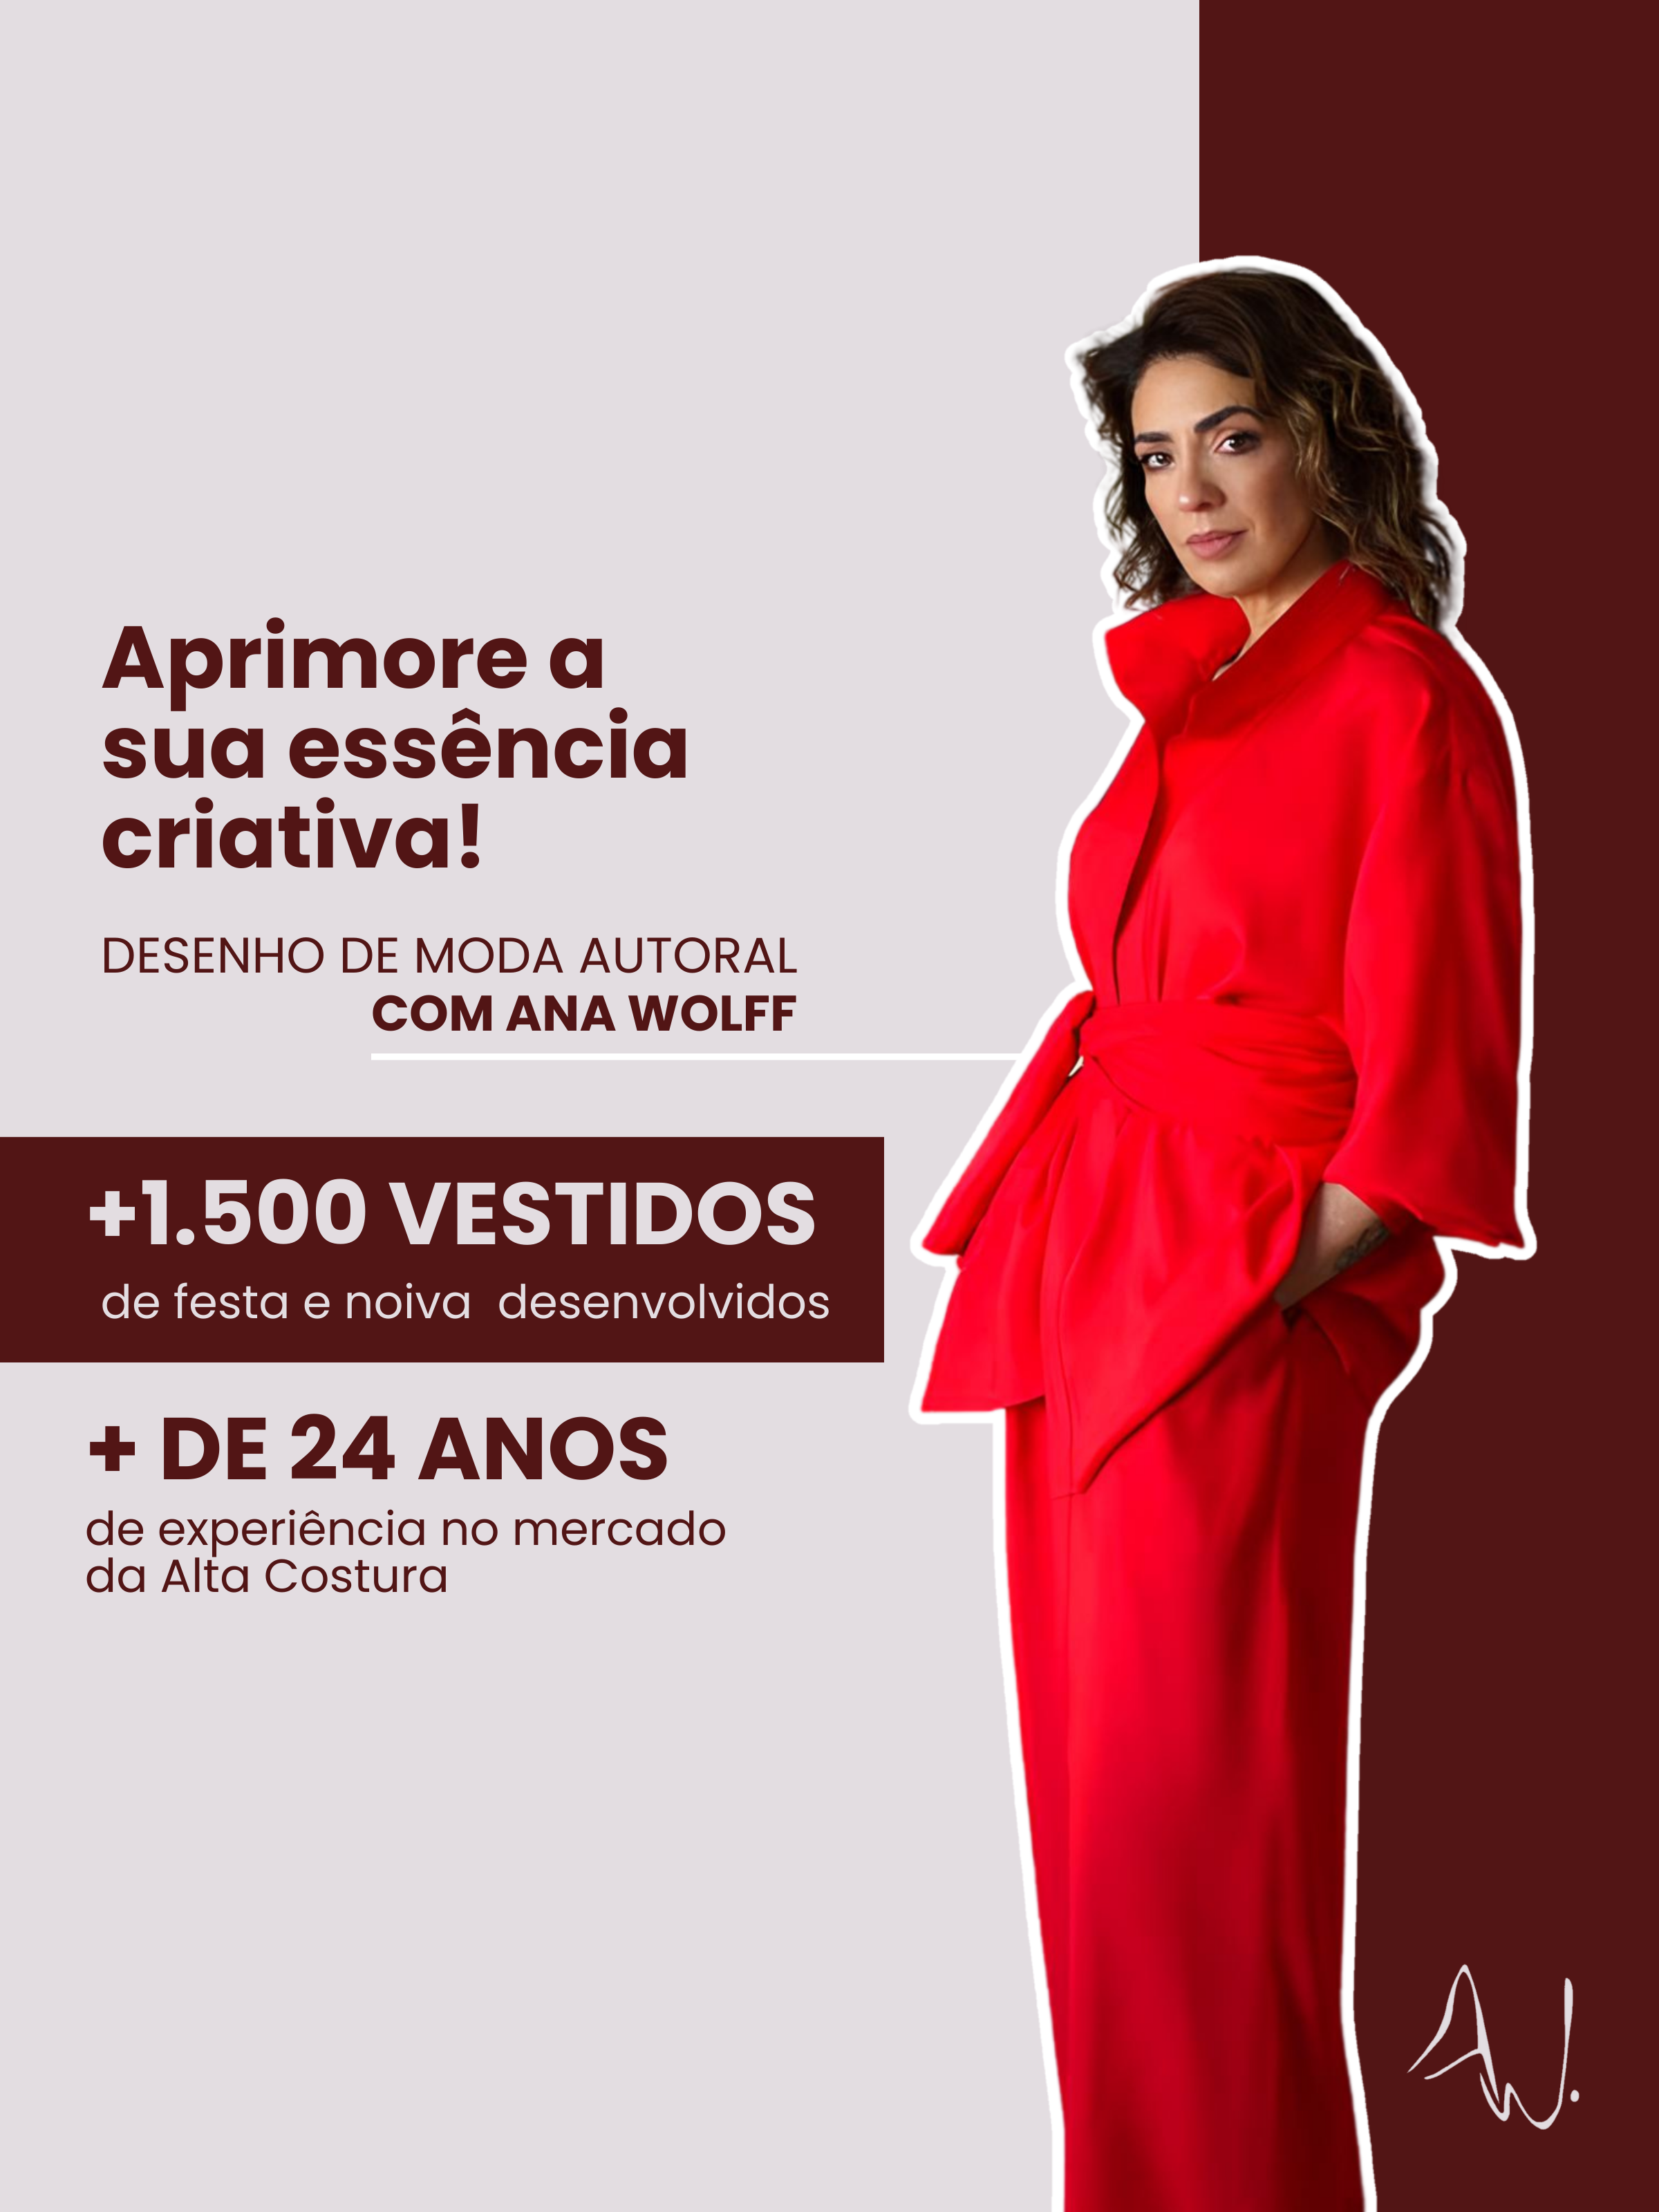 Aprimore a
sua essência
criativa!
DESENHO DE MODA AUTORAL
COM ANA WOLFF
+1.500 VESTIDOS
de festa e noiva desenvolvidos
+ DE 24 ANOS
de experiência no mercado
da Alta Costura
AW.